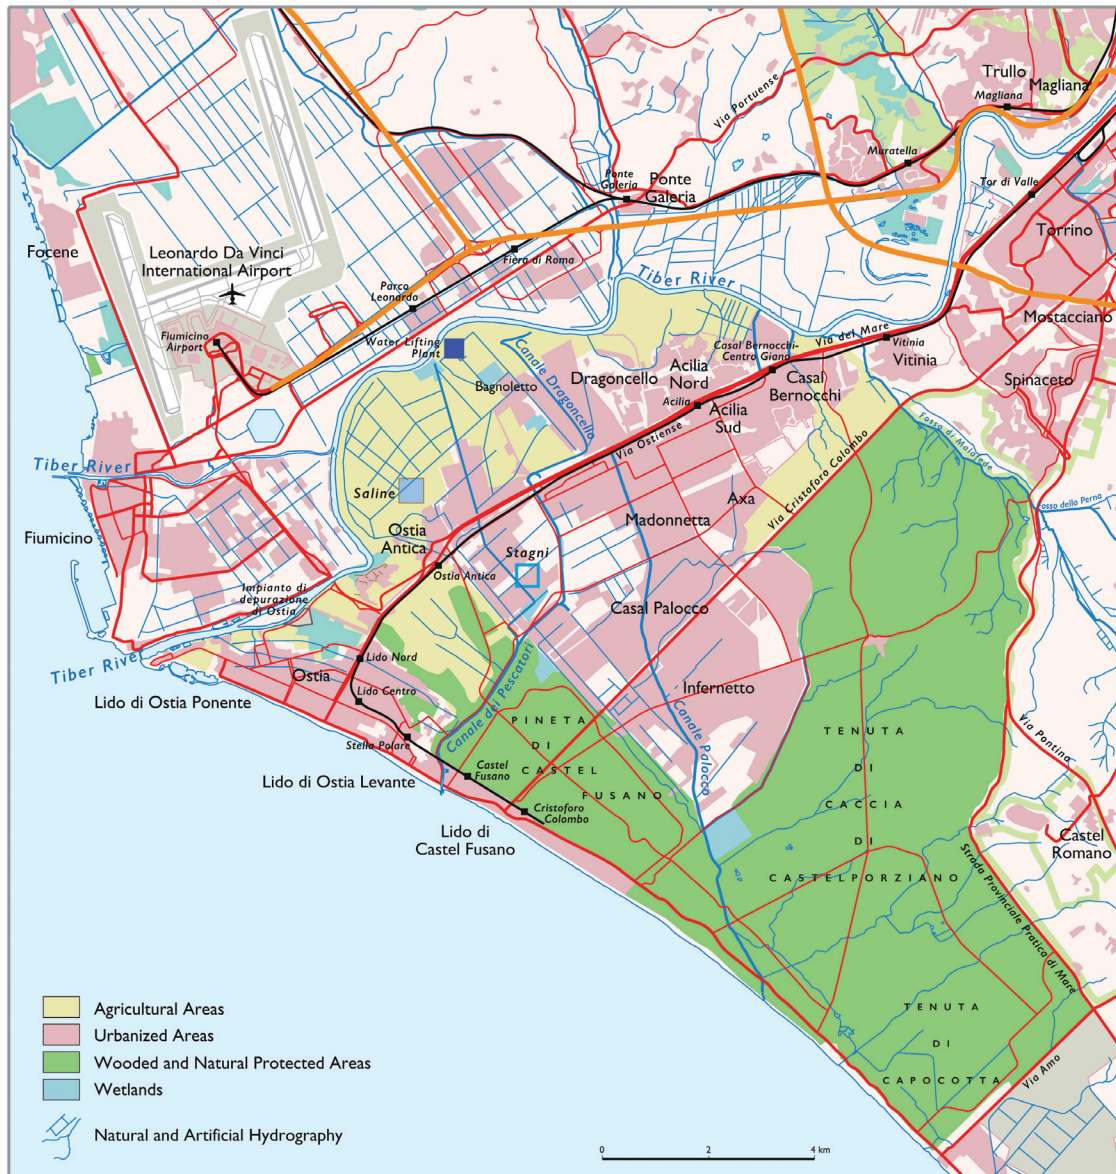 Trullo
Magliana
Magliana
Via Portuense
Muratella
Ponte
Galeria
Ponte
Galeria
Tor di Valle
Torrino
Focene
Leonardo Da Vinci
International Airport
Fiera di Roma
Tiber River
Parco
Leonardo
Mostacciano
Fiumicino
Airport
Water Lifting
Plant
Canale Dragoncello
Casal Bernocchi-
Centro Giano
Via del Mare
Vitinia
Vitinia
Bagnoletto
Dragoncello
Acilia
Nord
Casal
Bernocchi
Spinaceto
Acilia
Acilia
Sud
Via Ostiense
Via Cristoforo Colombo
Fosso di Malafede
Tiber River
Saline
Axa
Madonnetta
Fosso della Perna
Fiumicino
Ostia
Antica
Stagni
Ostia Antica
Impianto di
depurazione
di Ostia
Casal Palocco
Tiber River
Lido Nord
Ostia
Canale dei Pescatori
Infernetto
Lido di Ostia Ponente
Lido Centro
Canale Palocco
PINETA
DI
CASTEL
FUSANO
TENUTA
DI
CACCIA
DI
CASTELPORZIANO
Via Pontina
Stella Polare
Lido di Ostia Levante
Castel
Fusano
Cristoforo
Colombo
Lido di
Castel Fusano
Castel
Romano
Strada Provinciale Pratica di Mare
TENUTA
DI
CAPOCOTTA
Via Amo
Agricultural Areas
Urbanized Areas
Wooded and Natural Protected Areas
Wetlands
Natural and Artificial Hydrography
0 2 4 km